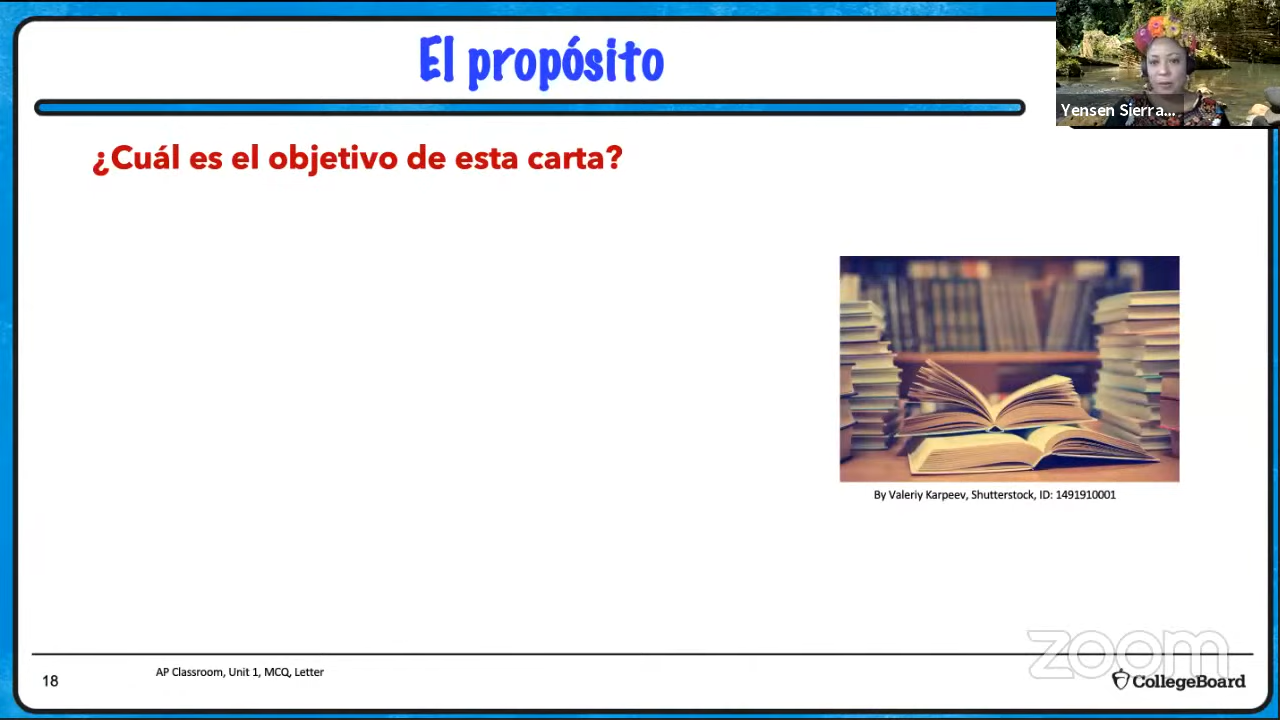 El propósito
Yensen Sierra...
¿Cuál es el objetivo de esta carta?
By Valeriy Karpeev, Shutterstock, ID: 1491910001
zoom
AP Classroom, Unit 1, MCQ, Letter
18
CollegeBoard